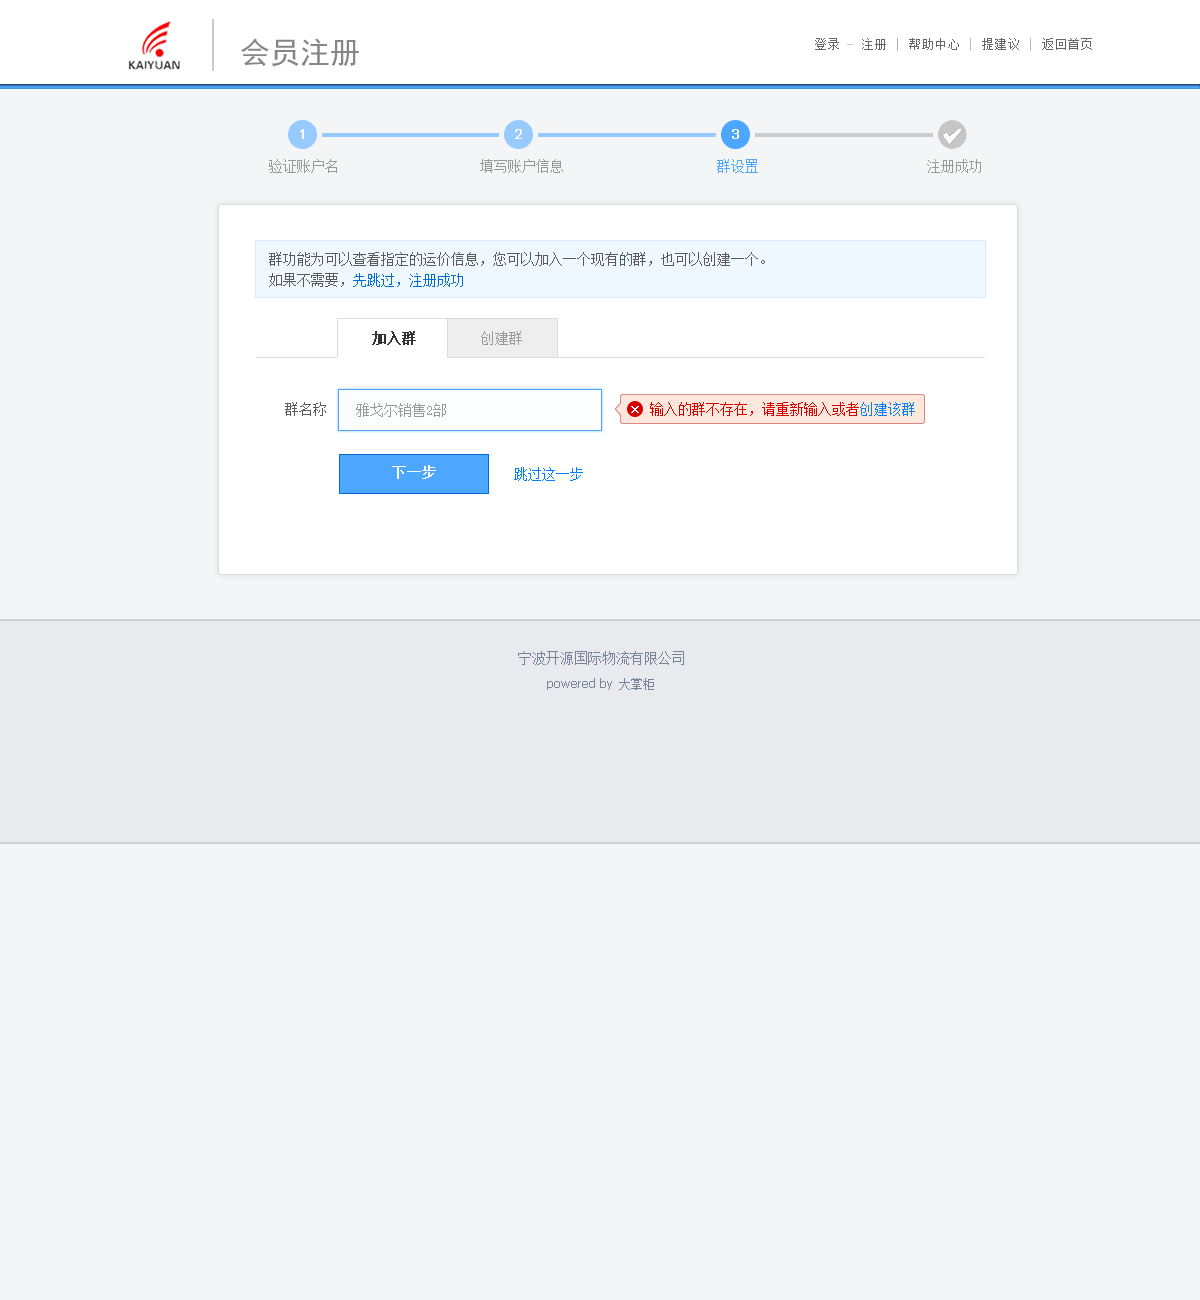 KAIYUAN
会员注册
登录 - 注册 | 帮助中心 | 提建议 | 返回首页
1 2 3
验证账户名 填写账户信息 群设置 注册成功
群功能为可以查看指定的运价信息，您可以加入一个现有的群，也可以创建一个。
如果不需要，先跳过，注册成功
加入群 创建群
群名称 雅戈尔销售2部 输入的群不存在，请重新输入或者创建该群
下一步 跳过这一步
宁波开源国际物流有限公司
powered by 大掌柜